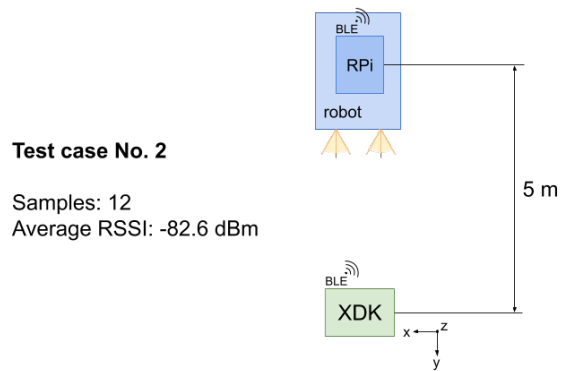 BLE
RPi
robot
Test case No. 2
Samples: 12
Average RSSI: -82.6 dBm
5 m
BLE
XDK
x
z
y